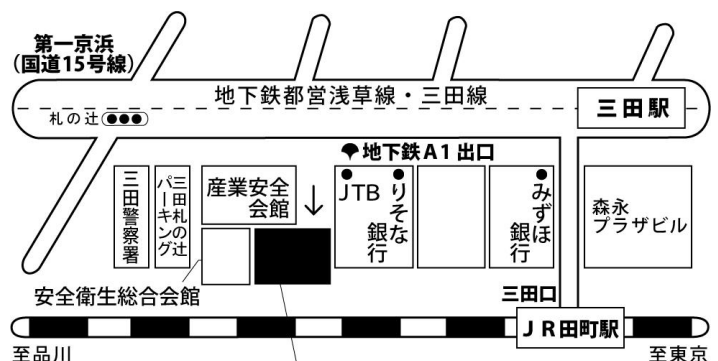 第一京浜
（国道15号線）
地下鉄都営浅草線・三田線
三田駅
札の辻
地下鉄A1出口
三田警察署
三田札の辻
パーキング
産業安全
会館
JTB
りそな
銀行
みずほ
銀行
森永
プラザビル
安全衛生総合会館
三田口
JR田町駅
至品川
至東京